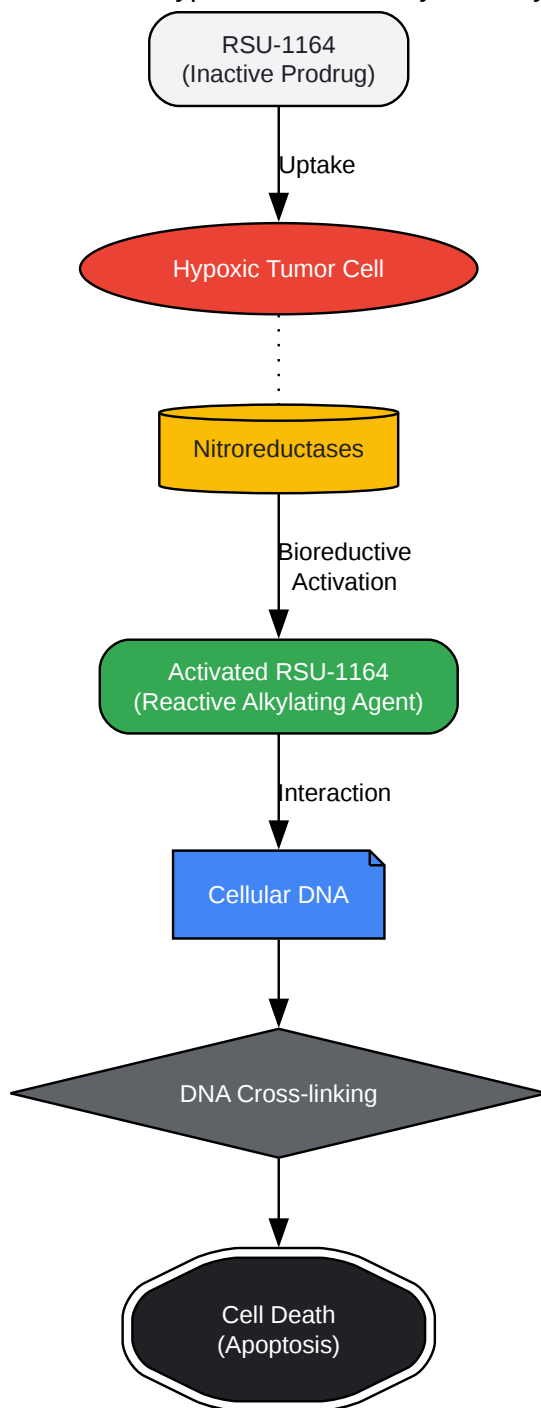 RSU-1164
(Inactive Prodrug)
Uptake
Hypoxic Tumor Cell
Nitroreductases
Bioreductive
Activation
Activated RSU-1164
(Reactive Alkylating Agent)
Interaction
Cellular DNA
DNA Cross-linking
Cell Death
(Apoptosis)